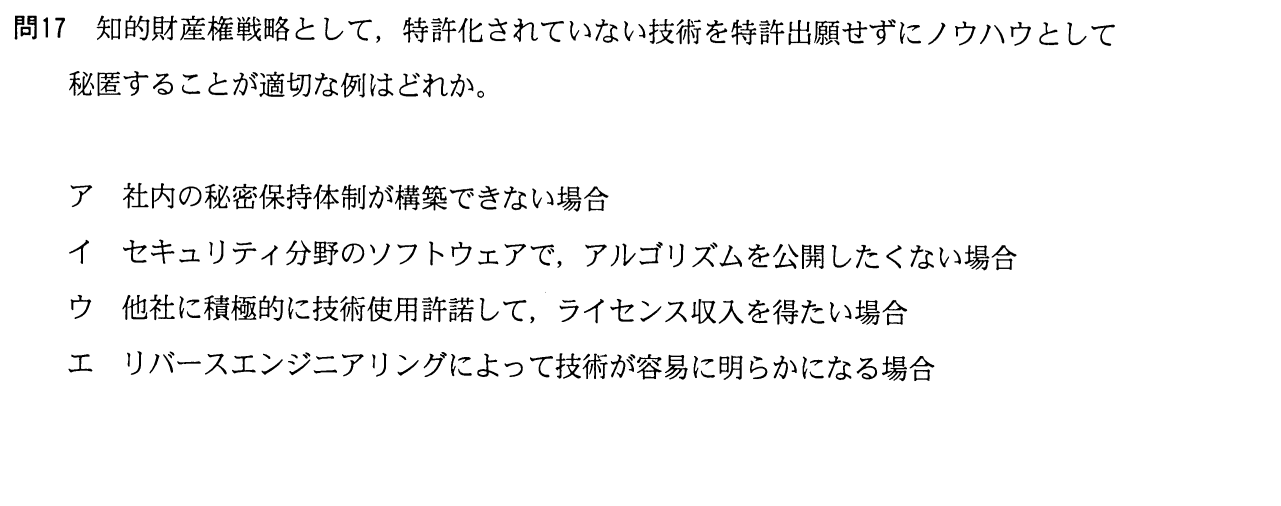 問17　知的財産権戦略として，特許化されていない技術を特許出願せずにノウハウとして
秘匿することが適切な例はどれか。
ア　社内の秘密保持体制が構築できない場合
イ　セキュリティ分野のソフトウェアで，アルゴリズムを公開したくない場合
ウ　他社に積極的に技術使用許諾して，ライセンス収入を得たい場合
エ　リバースエンジニアリングによって技術が容易に明らかになる場合